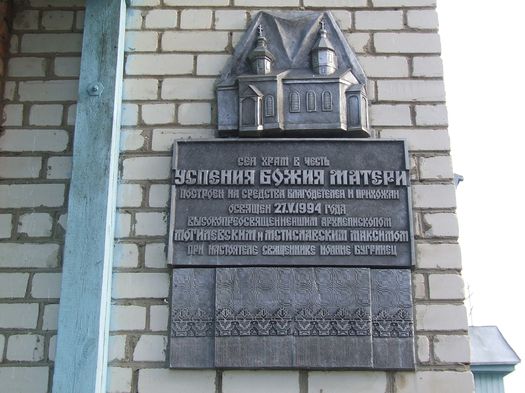 СЕЙ ХРАМ В ЧЕСТЬ
УСПЕНИЯ БОЖИЯ МАТЕРИ
ПОСТРОЕН НА СРЕДСТВА БЛАГОДЕТЕЛЕЙ И ПРИХОЖАН
ОСВЯЩЕН 27.V.1994 ГОДА
ВЫСОКОПРЕОСВЯЩЕННЕЙШИМ АРХИЕПИСКОПОМ
МОГИЛЕВСКИМ И МСТИСЛАВСКИМ МАКСИМОМ
ПРИ НАСТОЯТЕЛЕ СВЯЩЕННИКЕ ИОАННЕ БУГРИНЕЦ